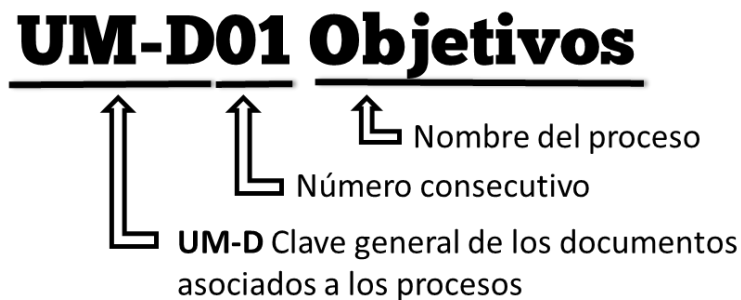 UM-D01 Objetivos
Nombre del proceso
Número consecutivo
UM-D Clave general de los documentos
asociados a los procesos